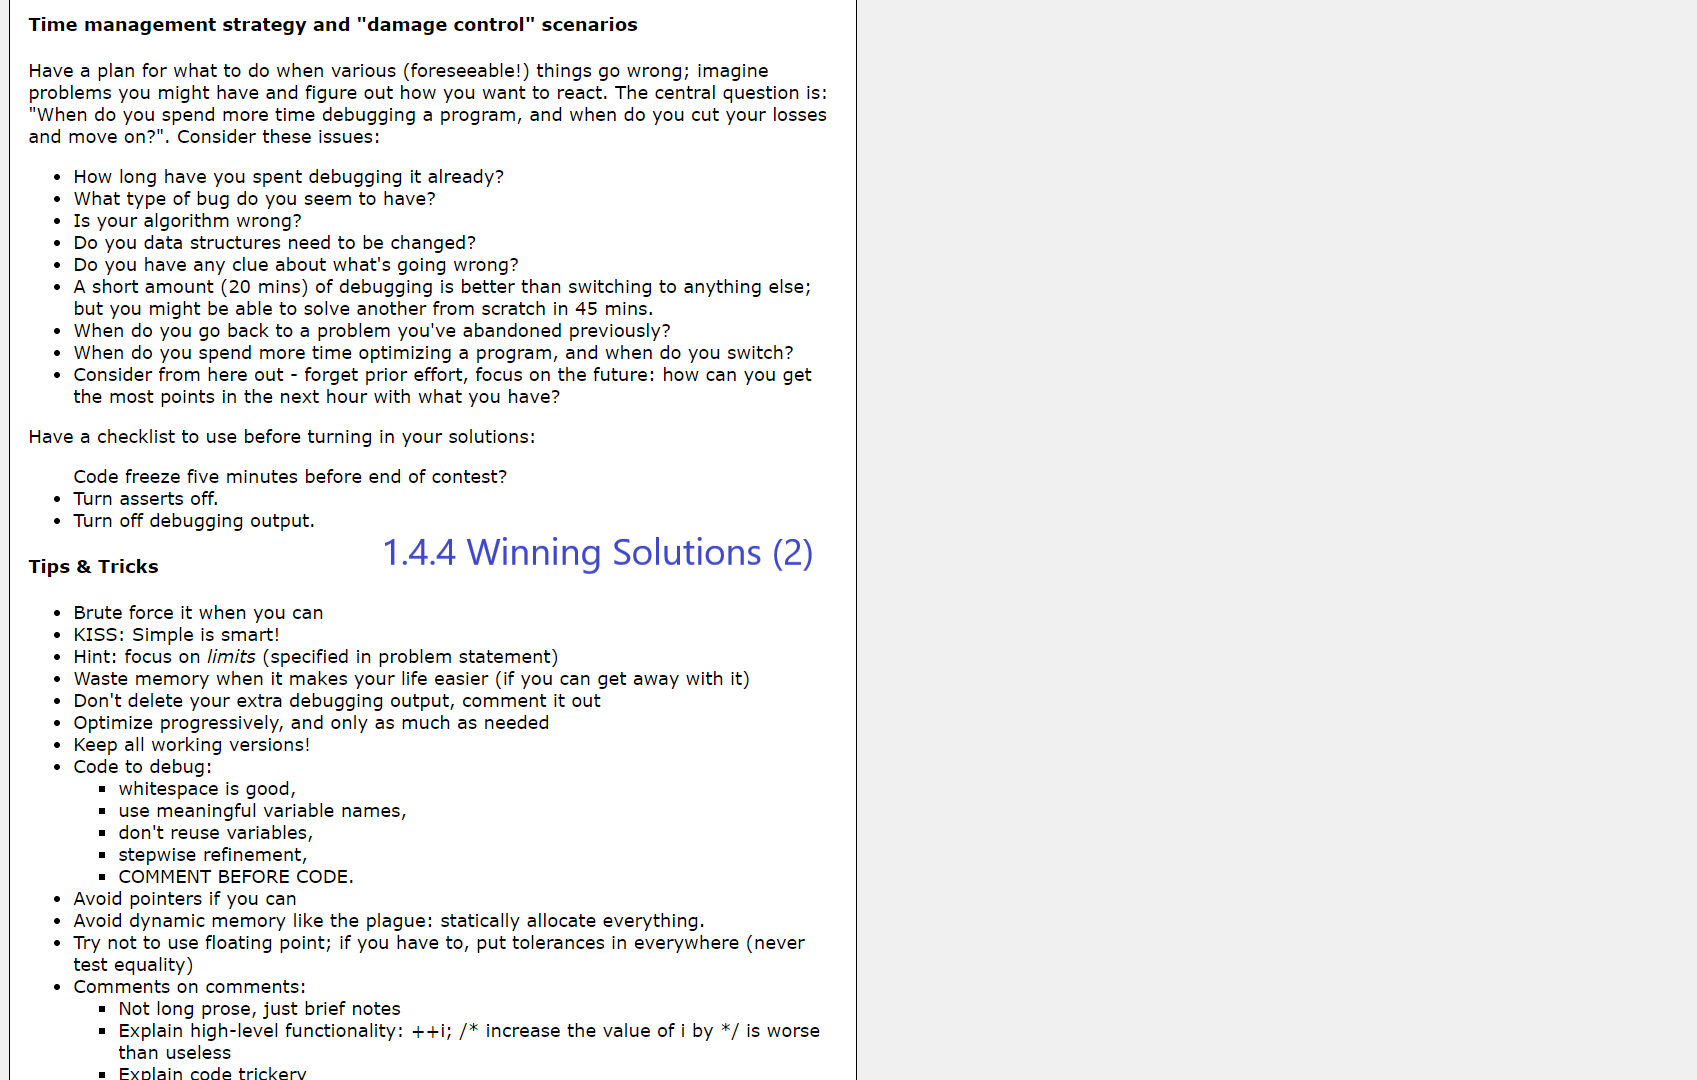 Time management strategy and "damage control" scenarios
Have a plan for what to do when various (foreseeable!) things go wrong; imagine
problems you might have and figure out how you want to react. The central question is:
"When do you spend more time debugging a program, and when do you cut your losses
and move on?". Consider these issues:
• How long have you spent debugging it already?
• What type of bug do you seem to have?
• Is your algorithm wrong?
• Do you data structures need to be changed?
• Do you have any clue about what's going wrong?
• A short amount (20 mins) of debugging is better than switching to anything else;
but you might be able to solve another from scratch in 45 mins.
• When do you go back to a problem you've abandoned previously?
• When do you spend more time optimizing a program, and when do you switch?
• Consider from here out - forget prior effort, focus on the future: how can you get
the most points in the next hour with what you have?
Have a checklist to use before turning in your solutions:
Code freeze five minutes before end of contest?
• Turn asserts off.
• Turn off debugging output.
1.4.4 Winning Solutions (2)
Tips & Tricks
• Brute force it when you can
• KISS: Simple is smart!
• Hint: focus on limits (specified in problem statement)
• Waste memory when it makes your life easier (if you can get away with it)
• Don't delete your extra debugging output, comment it out
• Optimize progressively, and only as much as needed
• Keep all working versions!
• Code to debug:
▪ whitespace is good,
▪ use meaningful variable names,
▪ don't reuse variables,
▪ stepwise refinement,
▪ COMMENT BEFORE CODE.
• Avoid pointers if you can
• Avoid dynamic memory like the plague: statically allocate everything.
• Try not to use floating point; if you have to, put tolerances in everywhere (never
test equality)
• Comments on comments:
▪ Not long prose, just brief notes
▪ Explain high-level functionality: ++i; /* increase the value of i by */ is worse
than useless
▪ Explain code trickery